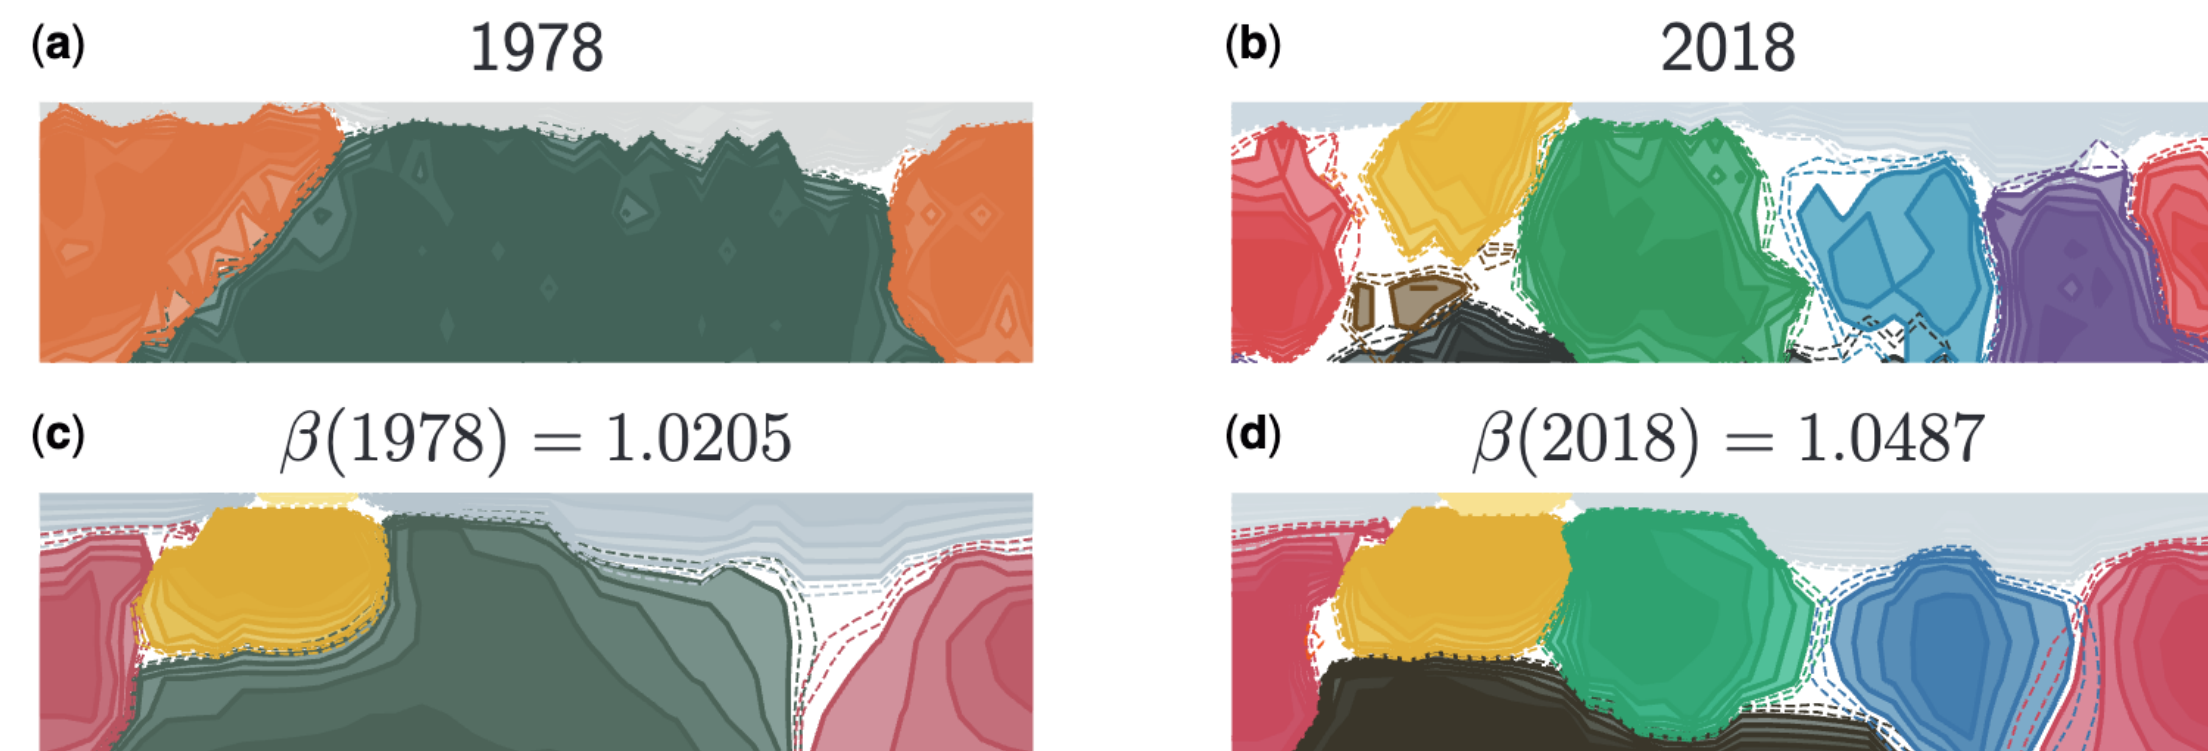 (a) 1978
(b) 2018
(c) β(1978) = 1.0205
(d) β(2018) = 1.0487